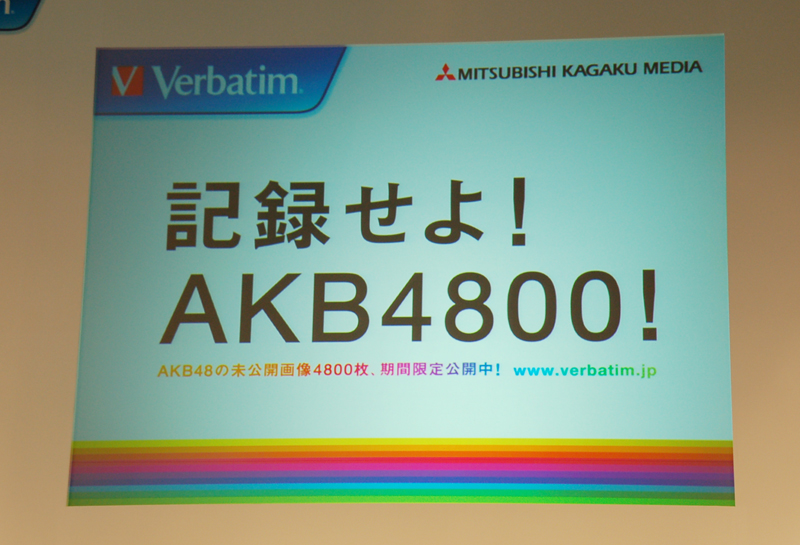 Verbatim
MITSUBISHI KAGAKU MEDIA
記録せよ!
AKB4800!
AKB48の未公開画像4800枚、期間限定公開中! www.verbatim.jp